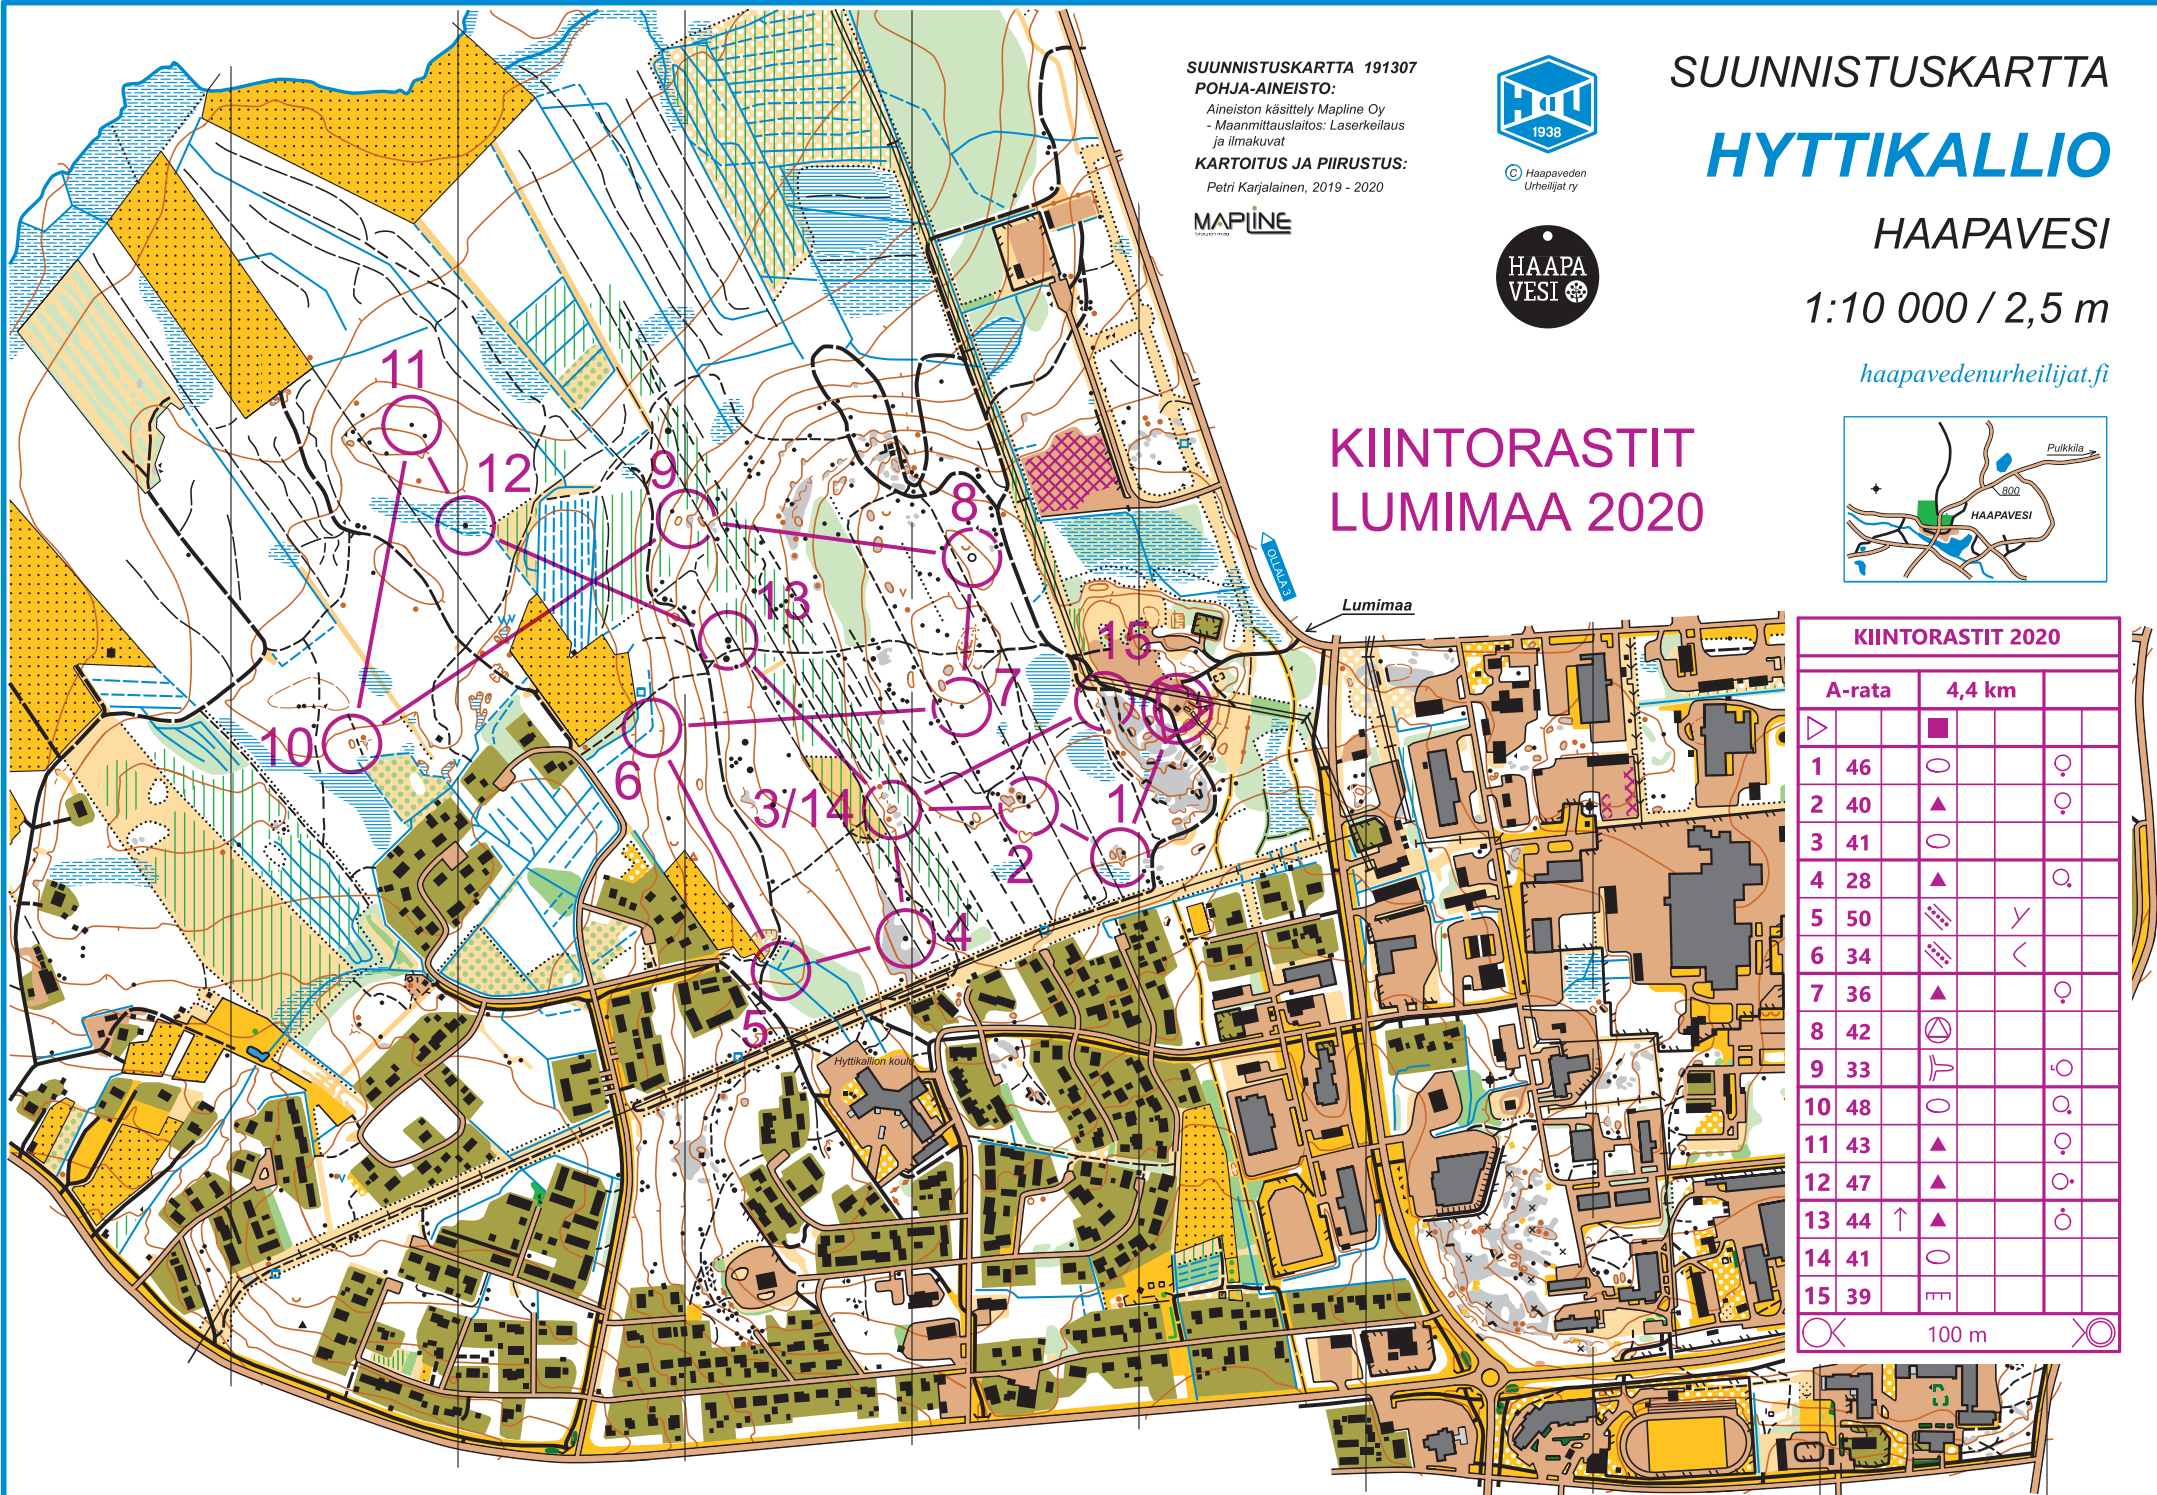 SUUNNISTUSKARTTA 191307
POHJA-AINEISTO:
Aineiston käsittely Mapline Oy
- Maanmittauslaitos: Laserkeilaus
ja ilmakuvat
KARTOITUS JA PIIRUSTUS:
Petri Karjalainen, 2019 - 2020
MAPLINE
HU
1938
© Haapaveden
Urheilijat ry
HAAPA
VESI
SUUNNISTUSKARTTA
HYTTIKALLIO
HAAPAVESI
1:10 000 / 2,5 m
haapavedenurheilijat.fi
KIINTORASTIT
LUMIMAA 2020
Pulkkila
800
HAAPAVESI
OLLALA 3
Lumimaa
11
12
9
8
13
15
7
10
6
3/14
1/
2
4
5
Hyttikallion koulu
KIINTORASTIT 2020
A-rata 4,4 km
1 46
2 40
3 41
4 28
5 50
6 34
7 36
8 42
9 33
10 48
11 43
12 47
13 44
14 41
15 39
100 m